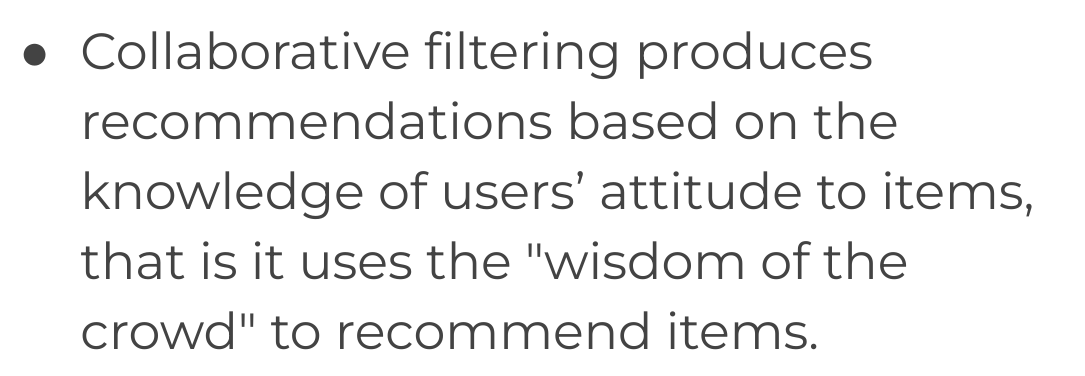 ● Collaborative filtering produces
recommendations based on the
knowledge of users’ attitude to items,
that is it uses the "wisdom of the
crowd" to recommend items.